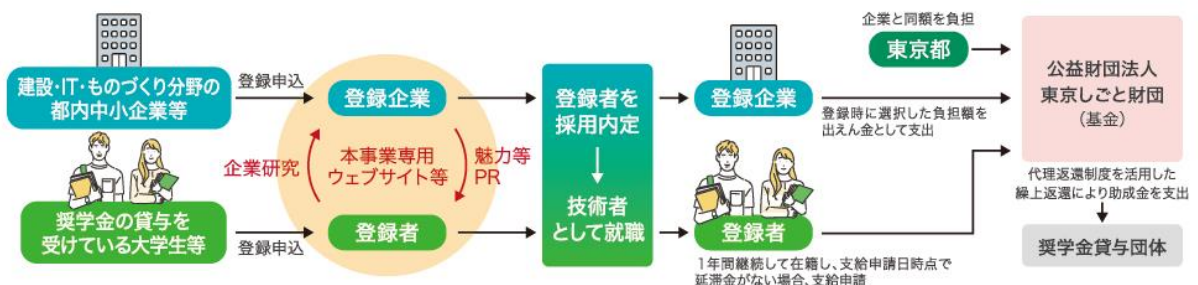 建設・IT・ものづくり分野の
都内中小企業等
登録申込
奨学金の貸与を
受けている大学生等
登録申込
登録企業
企業研究
本事業専用
ウェブサイト等
魅力等
PR
登録者
登録者を
採用内定
技術者
として就職
登録企業
登録者
1年間継続して在籍し、支給申請日時点で
延滞金がない場合、支給申請
企業と同額を負担
東京都
登録時に選択した負担額を
出えん金として支出
公益財団法人
東京しごと財団
（基金）
代理返還制度を活用した
繰上返還により助成金を支出
奨学金貸与団体